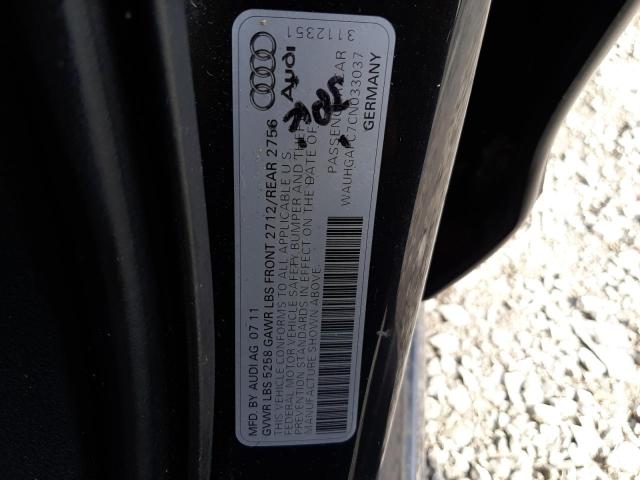 MFD. BY AUDI AG 07 11
GVWR LBS 5258 GAWR LBS FRONT 2712/REAR 2756
THIS VEHICLE CONFORMS TO ALL APPLICABLE U S
FEDERAL MOTOR VEHICLE SAFETY BUMPER AND THEFT
PREVENTION STANDARDS IN EFFECT ON THE DATE OF
MANUFACTURE SHOWN ABOVE.
PASSENGER CAR
GERMANY
Audi
3112351